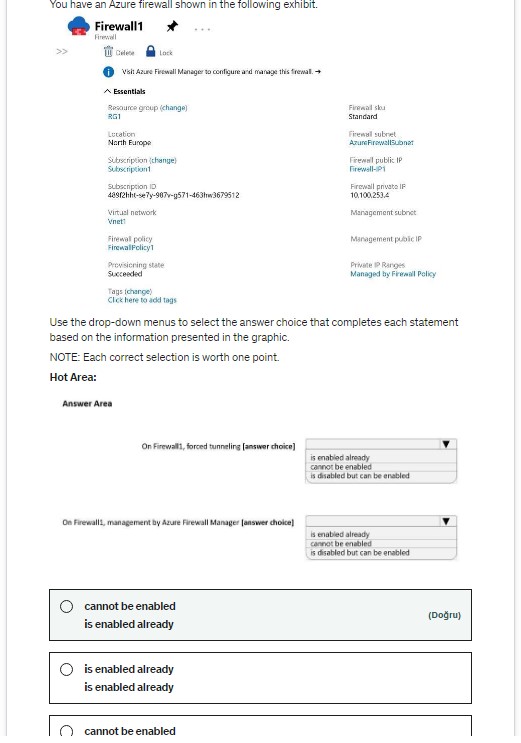 You have an Azure firewall shown in the following exhibit.
Firewall1
Firewall
>>
Delete
Lock
Visit Azure Firewall Manager to configure and manage this firewall. →
Essentials
Resource group (change)
RG1
Location
North Europe
Subscription (change)
Subscription1
Subscription ID
489f2hht-se7y-987v-g571-463hw3679512
Virtual network
Vnet1
Firewall policy
FirewallPolicy1
Provisioning state
Succeeded
Tags (change)
Click here to add tags
Firewall sku
Standard
Firewall subnet
AzureFirewallSubnet
Firewall public IP
Firewall-IP1
Firewall private IP
10.100.253.4
Management subnet
Management public IP
Private IP Ranges
Managed by Firewall Policy
Use the drop-down menus to select the answer choice that completes each statement
based on the information presented in the graphic.
NOTE: Each correct selection is worth one point.
Hot Area:
Answer Area
On Firewall1, forced tunneling [answer choice]
is enabled already
cannot be enabled
is disabled but can be enabled
On Firewall1, management by Azure Firewall Manager [answer choice]
is enabled already
cannot be enabled
is disabled but can be enabled
cannot be enabled
is enabled already
(Doğru)
is enabled already
is enabled already
cannot be enabled